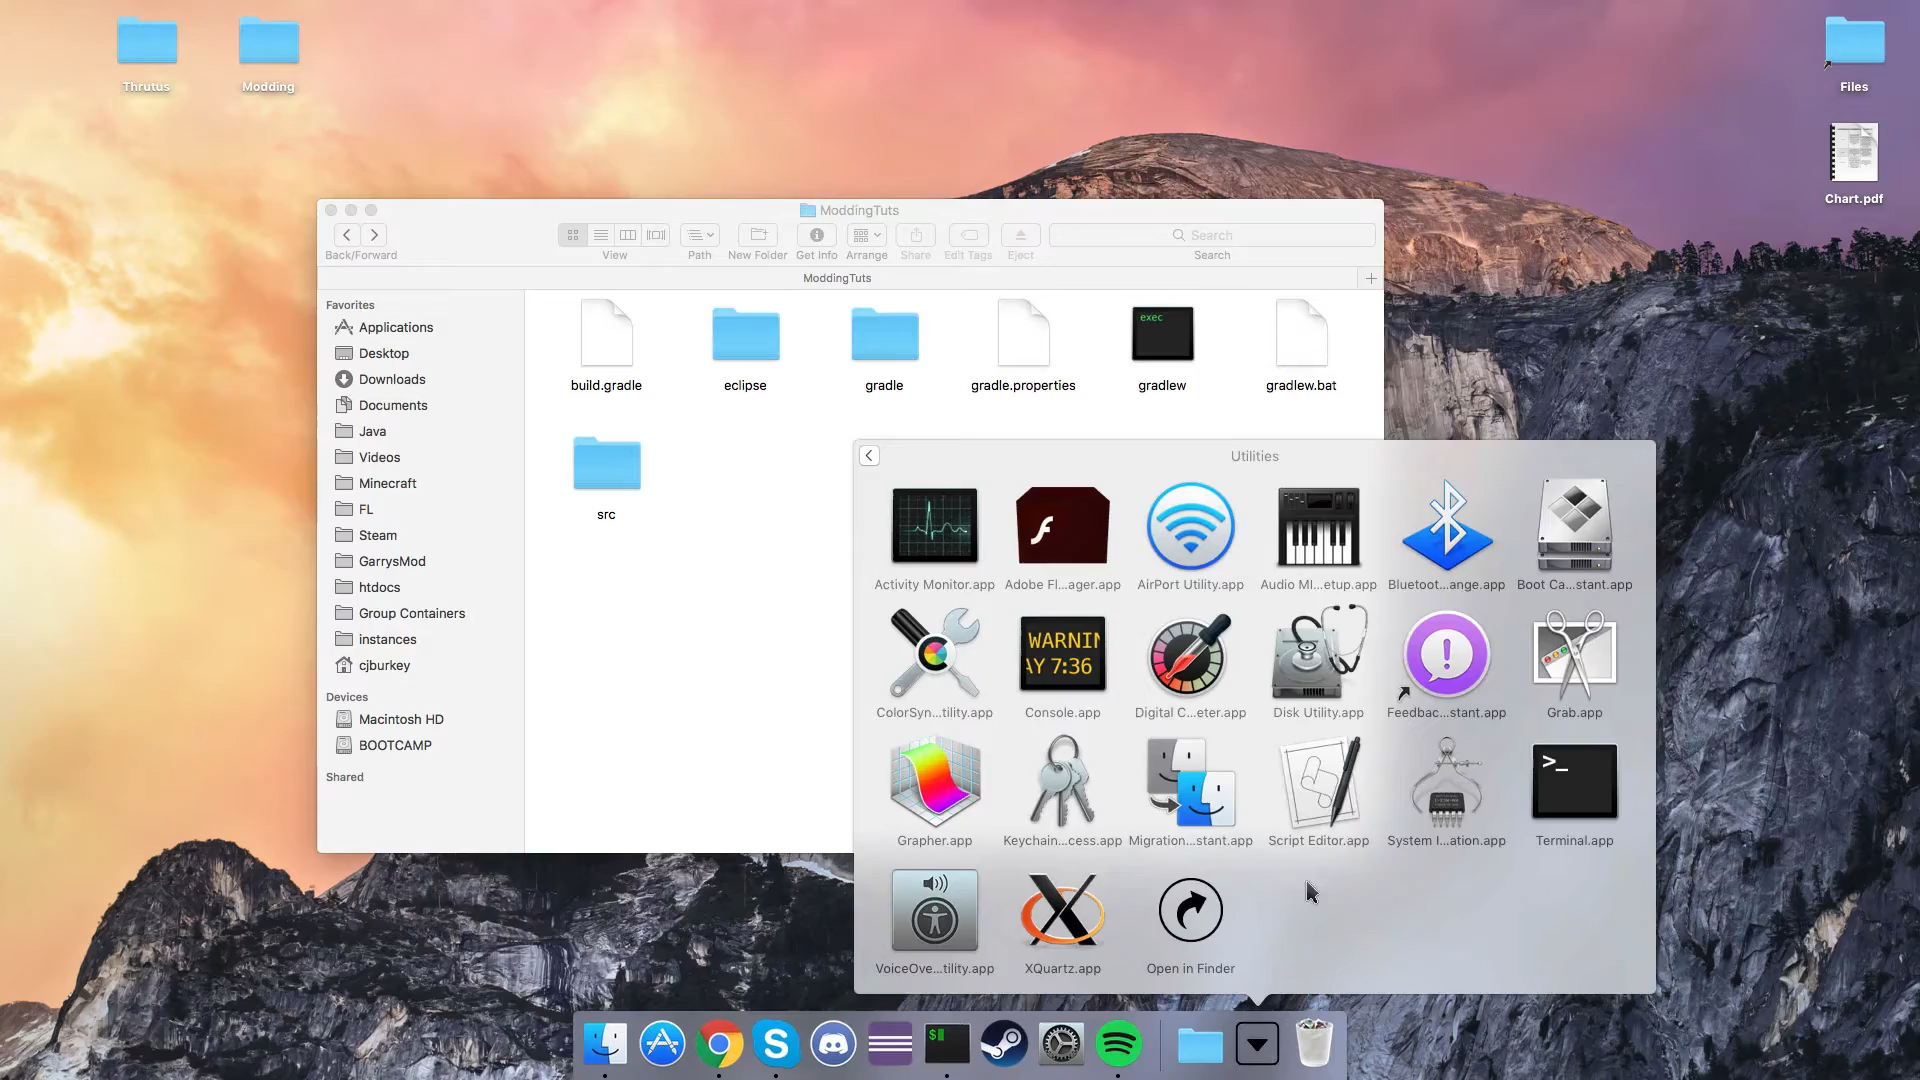 Thrutus
Modding
Files
Chart.pdf
ModdingTuts
Search
Back/Forward
View
Path
New Folder
Get Info
Arrange
Share
Edit Tags
Eject
Search
ModdingTuts
Favorites
Applications
Desktop
Downloads
Documents
Java
Videos
Minecraft
FL
Steam
GarrysMod
htdocs
Group Containers
instances
cjburkey
Devices
Macintosh HD
BOOTCAMP
Shared
exec
build.gradle
eclipse
gradle
gradle.properties
gradlew
gradlew.bat
src
Utilities
Activity Monitor.app
Adobe Fl...ager.app
AirPort Utility.app
Audio MI...etup.app
Bluetoot...ange.app
Boot Ca...stant.app
WARNIN
AY 7:36
ColorSyn...tility.app
Console.app
Digital C...eter.app
Disk Utility.app
Feedbac...stant.app
Grab.app
>_
Grapher.app
Keychain...cess.app
Migration...stant.app
Script Editor.app
System I...ation.app
Terminal.app
VoiceOve...tility.app
XQuartz.app
Open in Finder
$